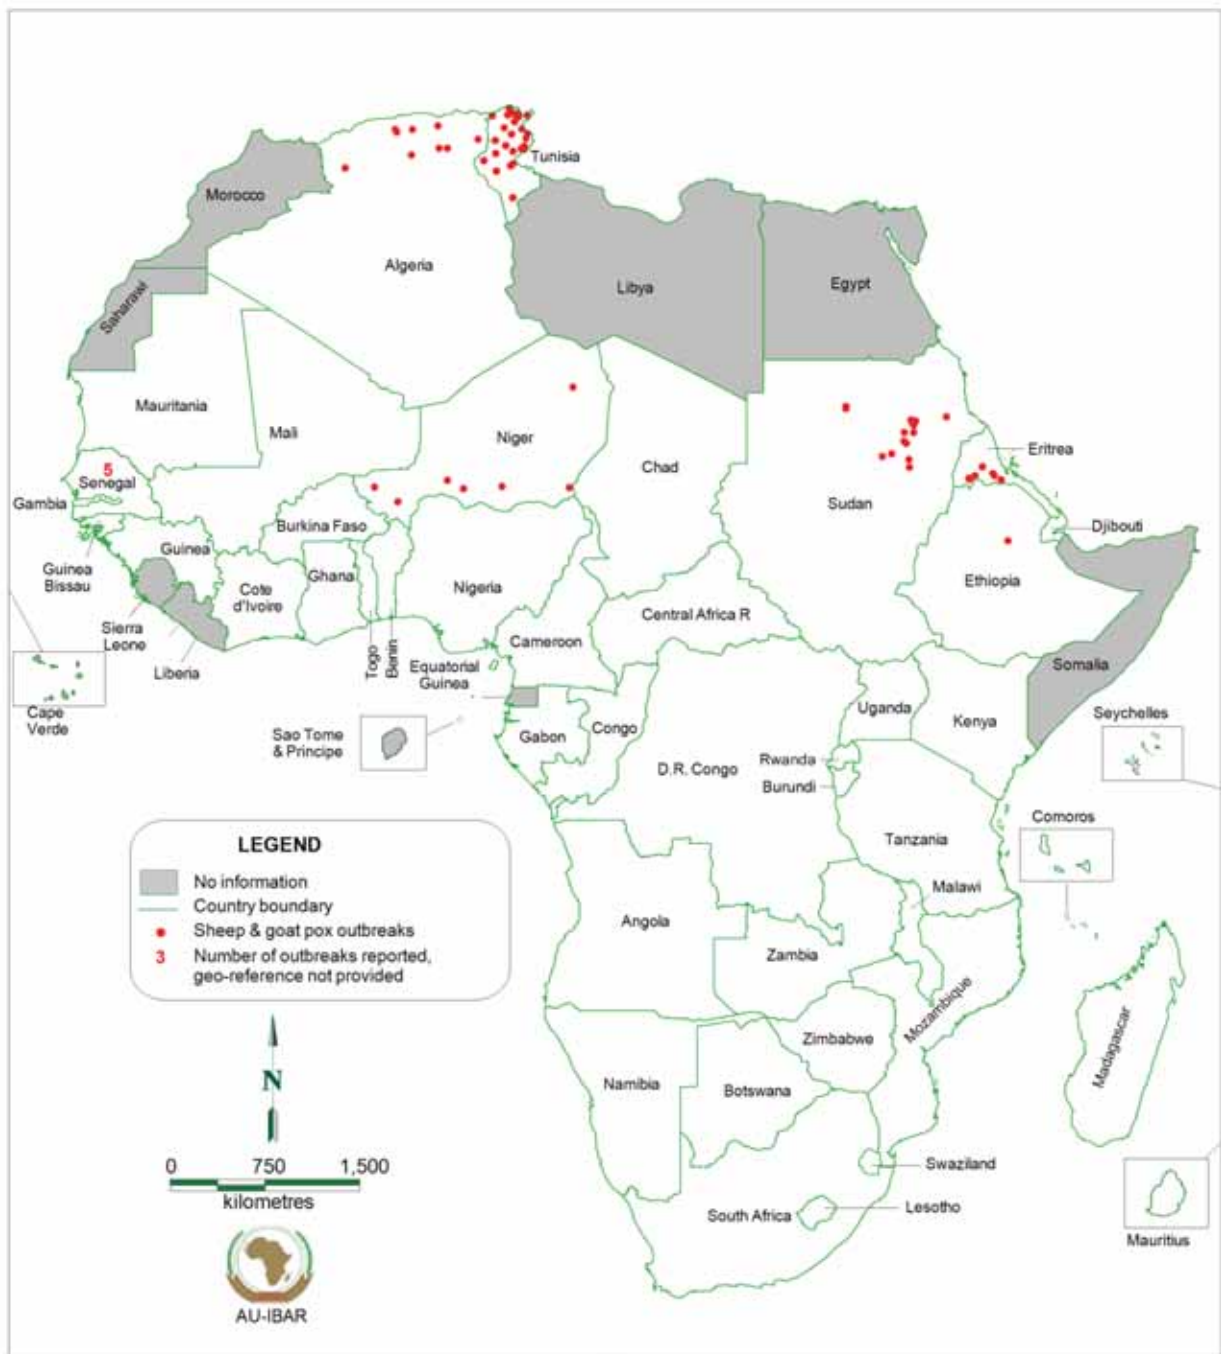 Tunisia
Morocco
Algeria
Libya
Egypt
Saharawi
Mauritania
Mali
Niger
Chad
Sudan
Eritrea
5
Senegal
Gambia
Burkina Faso
Djibouti
Guinea
Bissau
Guinea
Cote
d'Ivoire
Ghana
Nigeria
Ethiopia
Sierra
Leone
Liberia
Togo
Benin
Cameroon
Central Africa R
Equatorial
Guinea
Somalia
Cape
Verde
Sao Tome
& Principe
Gabon
Congo
Uganda
Kenya
Seychelles
D.R. Congo
Rwanda
Burundi
Comoros
Tanzania
Malawi
LEGEND
No information
Country boundary
Sheep & goat pox outbreaks
3 Number of outbreaks reported,
geo-reference not provided
Angola
Zambia
Mozambique
Madagascar
Zimbabwe
Namibia
Botswana
N
0 750 1,500
kilometres
Swaziland
South Africa
Lesotho
Mauritius
AU-IBAR